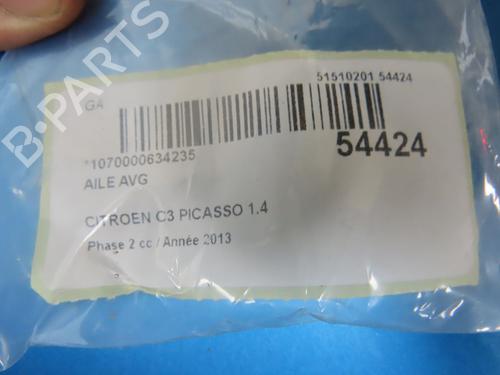 B-PARTS
51510201 54424
GA
*1070000634235
54424
AILE AVG
CITROEN C3 PICASSO 1.4
Phase 2 cc / Année 2013